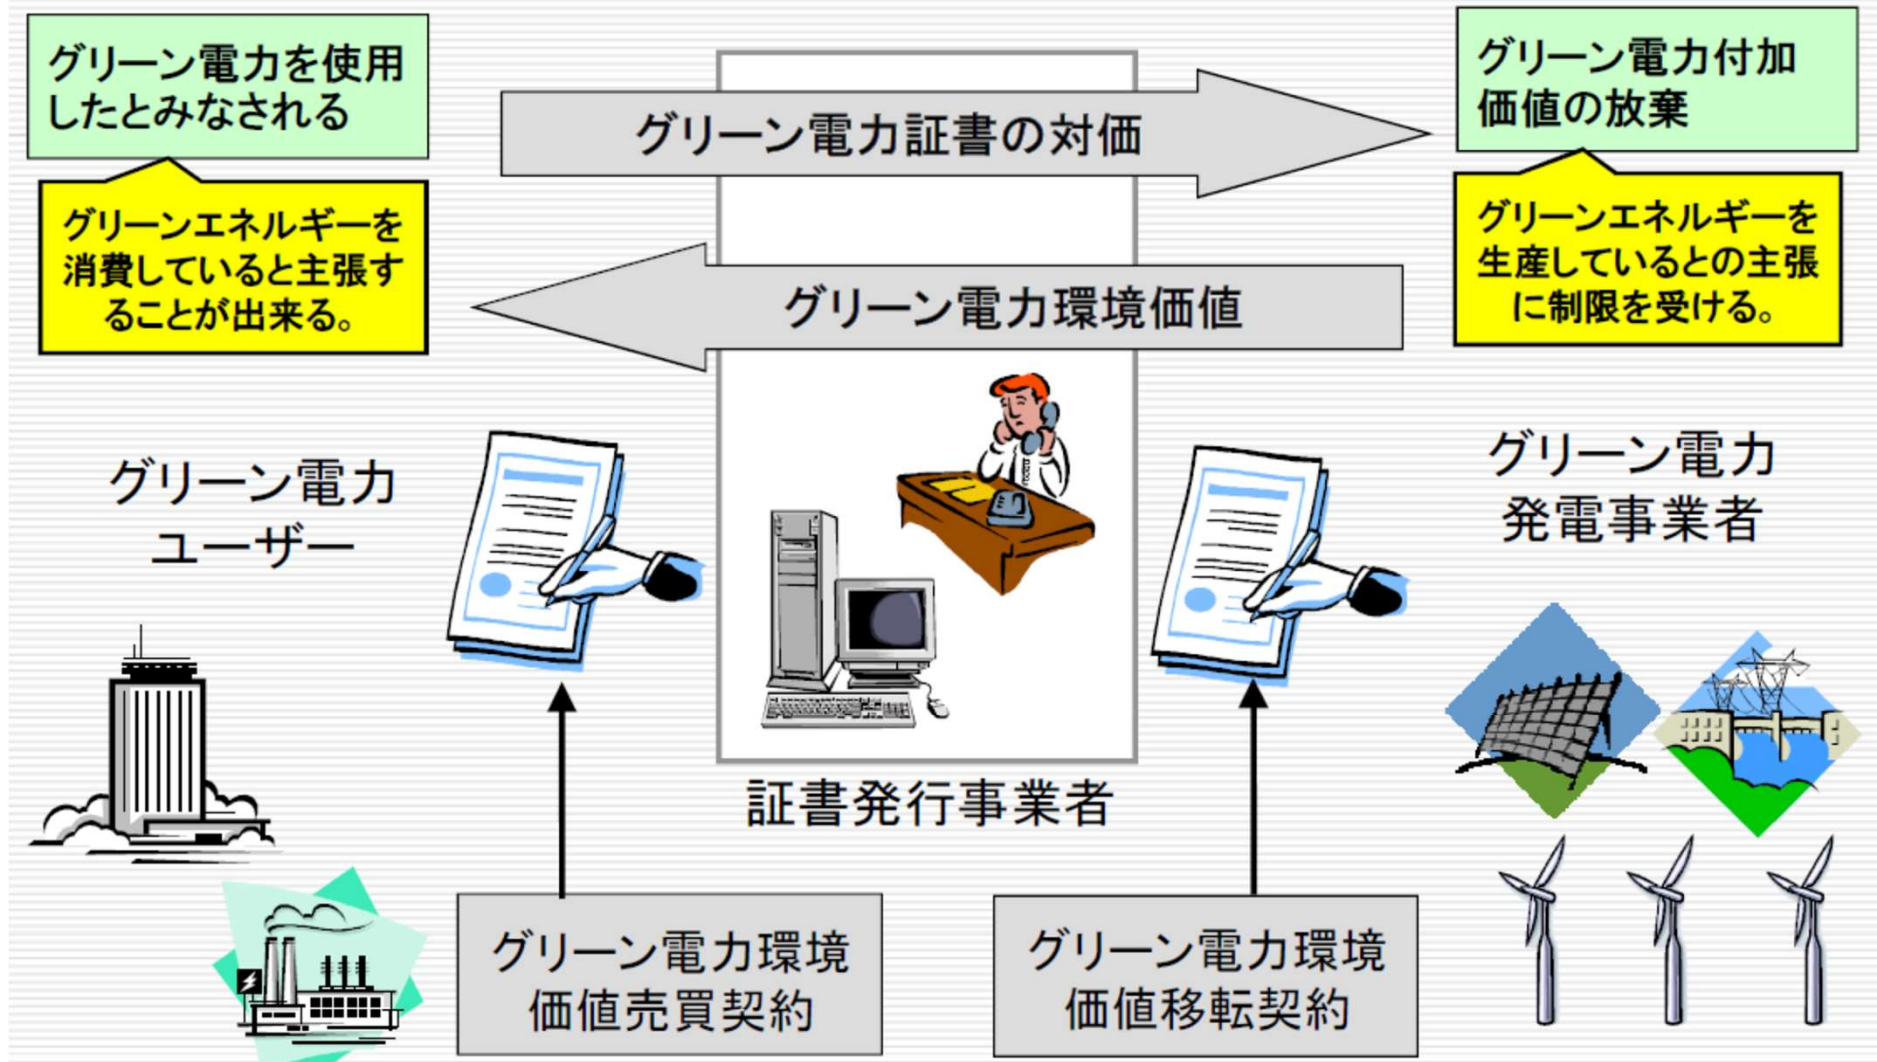 グリーン電力を使用
したとみなされる
グリーンエネルギーを
消費していると主張す
ることが出来る。
グリーン電力証書の対価
グリーン電力環境価値
グリーン電力付加
価値の放棄
グリーンエネルギーを
生産しているとの主張
に制限を受ける。
グリーン電力
ユーザー
グリーン電力
発電事業者
証書発行事業者
グリーン電力環境
価値売買契約
グリーン電力環境
価値移転契約